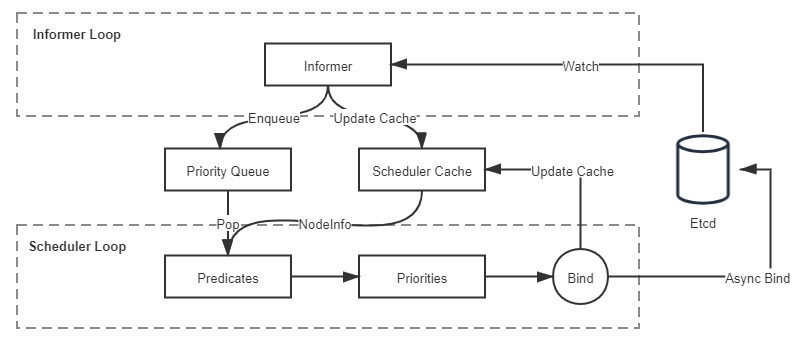 Informer Loop
Informer
Watch
Enqueue
Update Cache
Priority Queue
Scheduler Cache
Update Cache
Etcd
Pop
NodeInfo
Scheduler Loop
Predicates
Priorities
Bind
Async Bind